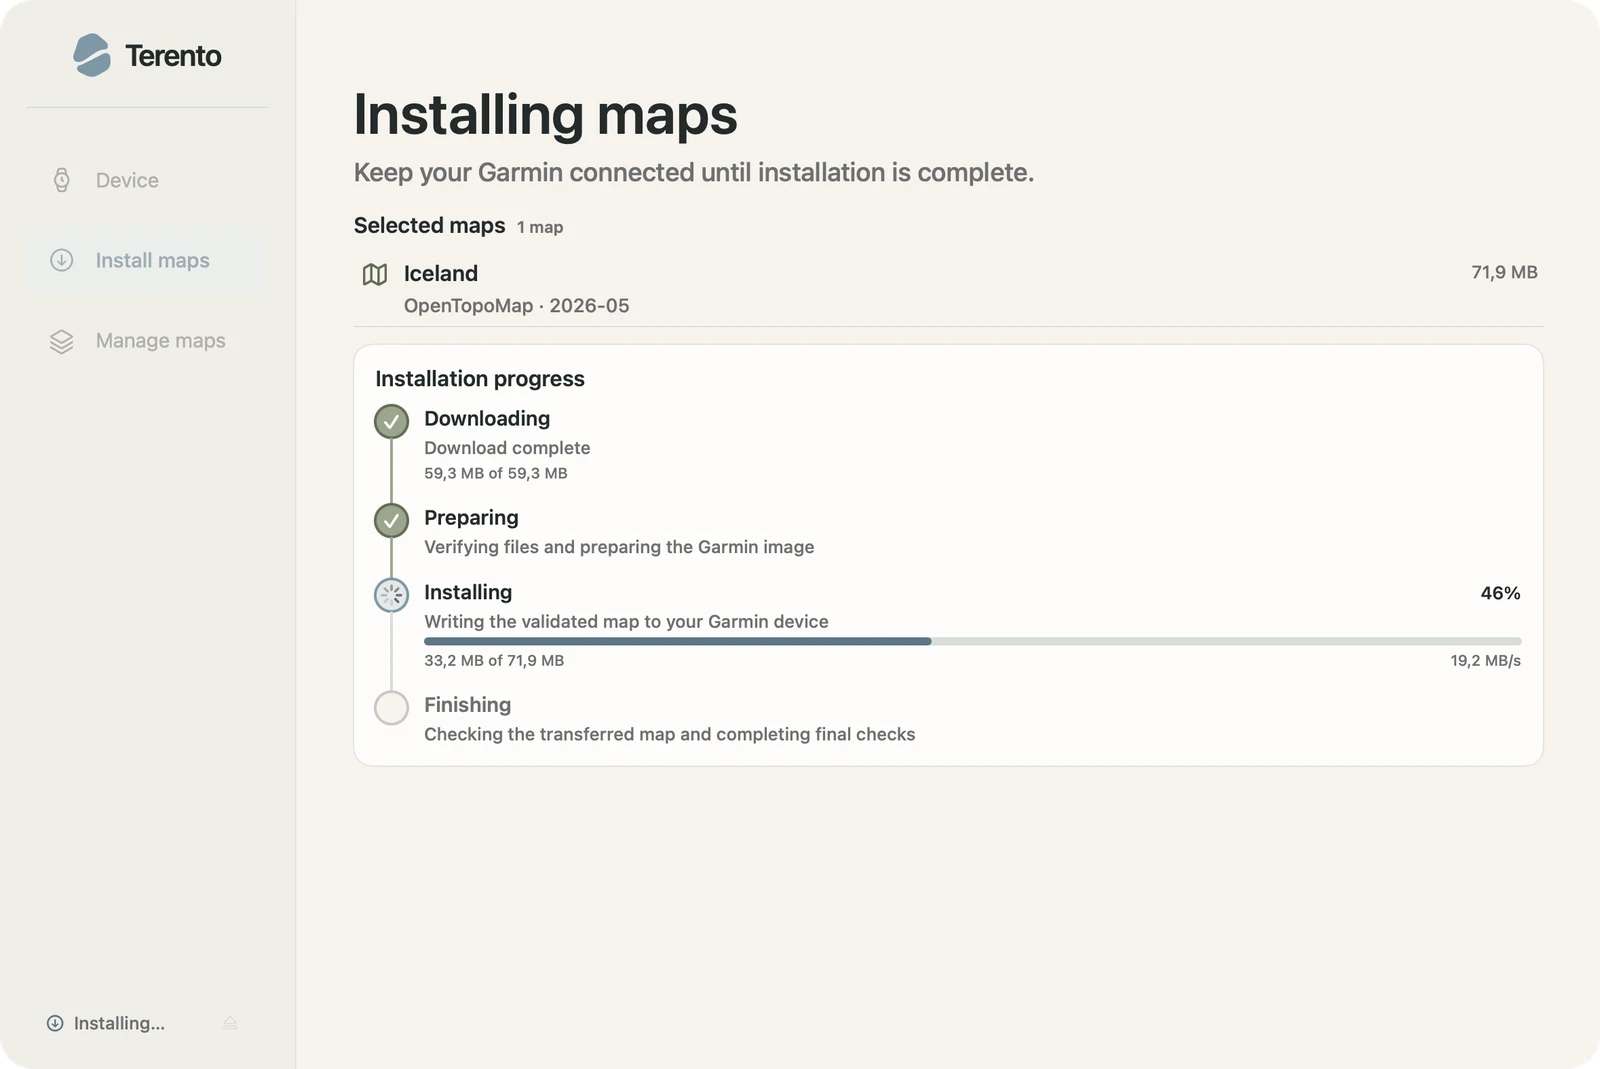 Terento
Device
Install maps
Manage maps
Installing...
Installing maps
Keep your Garmin connected until installation is complete.
Selected maps 1 map
Iceland 71,9 MB
OpenTopoMap · 2026-05
Installation progress
Downloading
Download complete
59,3 MB of 59,3 MB
Preparing
Verifying files and preparing the Garmin image
Installing 46%
Writing the validated map to your Garmin device
33,2 MB of 71,9 MB 19,2 MB/s
Finishing
Checking the transferred map and completing final checks